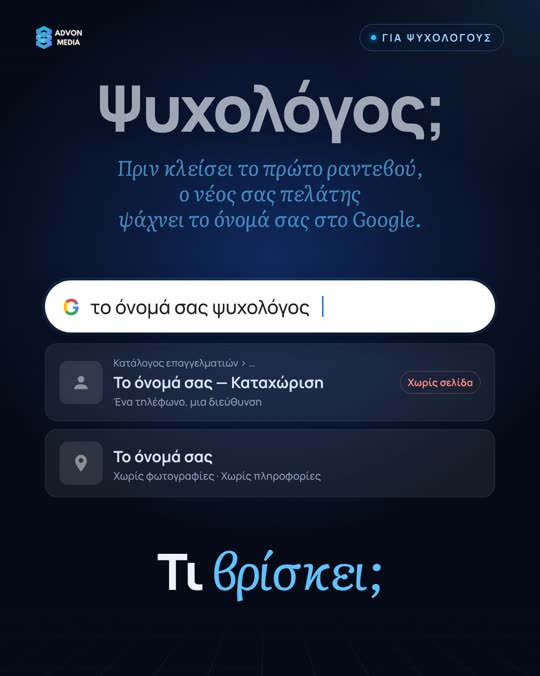 ADVON
MEDIA
ΓΙΑ ΨΥΧΟΛΟΓΟΥΣ
Ψυχολόγος;
Πριν κλείσει το πρώτο ραντεβού,
ο νέος σας πελάτης
ψάχνει το όνομά σας στο Google.
G το όνομά σας ψυχολόγος
Κατάλογος επαγγελματιών › ...
Το όνομά σας — Καταχώριση
Ένα τηλέφωνο, μια διεύθυνση
Χωρίς σελίδα
Το όνομά σας
Χωρίς φωτογραφίες · Χωρίς πληροφορίες
Τι βρίσκει;